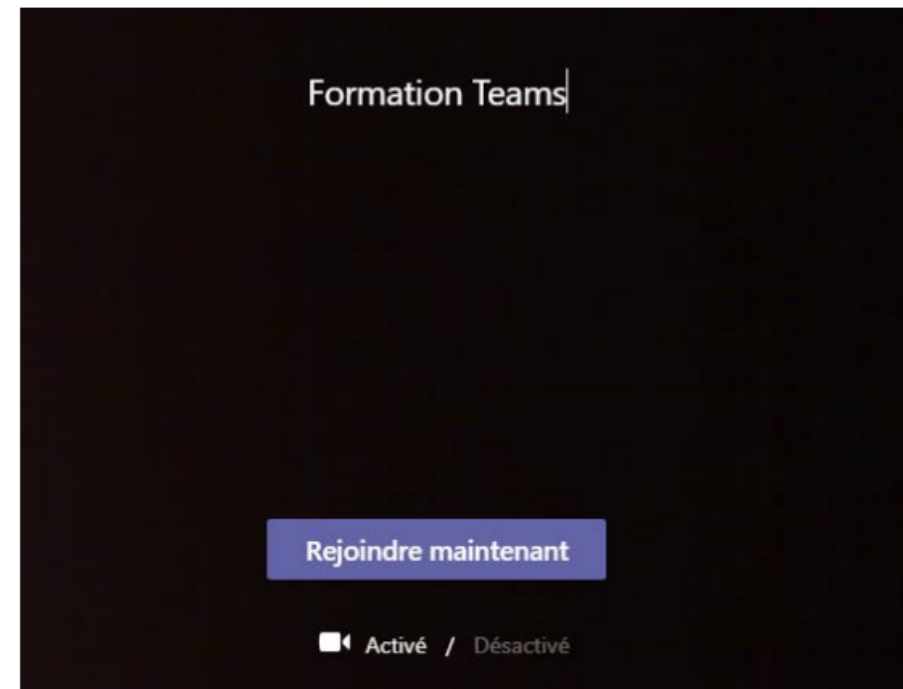 Formation Teams
Rejoindre maintenant
Activé / Désactivé